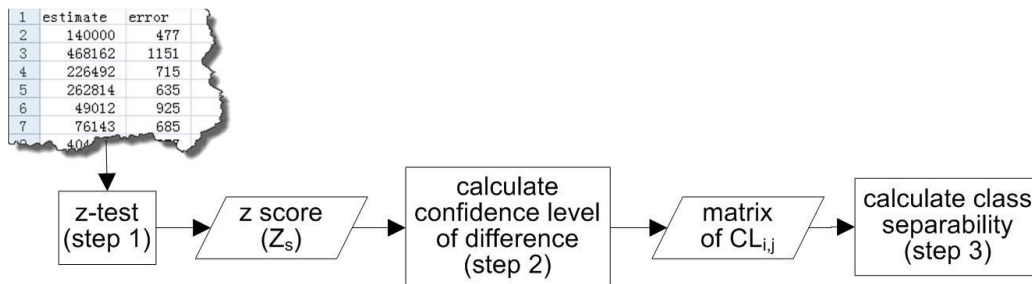 1 estimate error
2 140000 477
3 468162 1151
4 226492 715
5 262814 635
6 49012 925
7 76143 685
z-test
(step 1)
z score
(Zs)
calculate
confidence level
of difference
(step 2)
matrix
of CLi,j
calculate class
separability
(step 3)